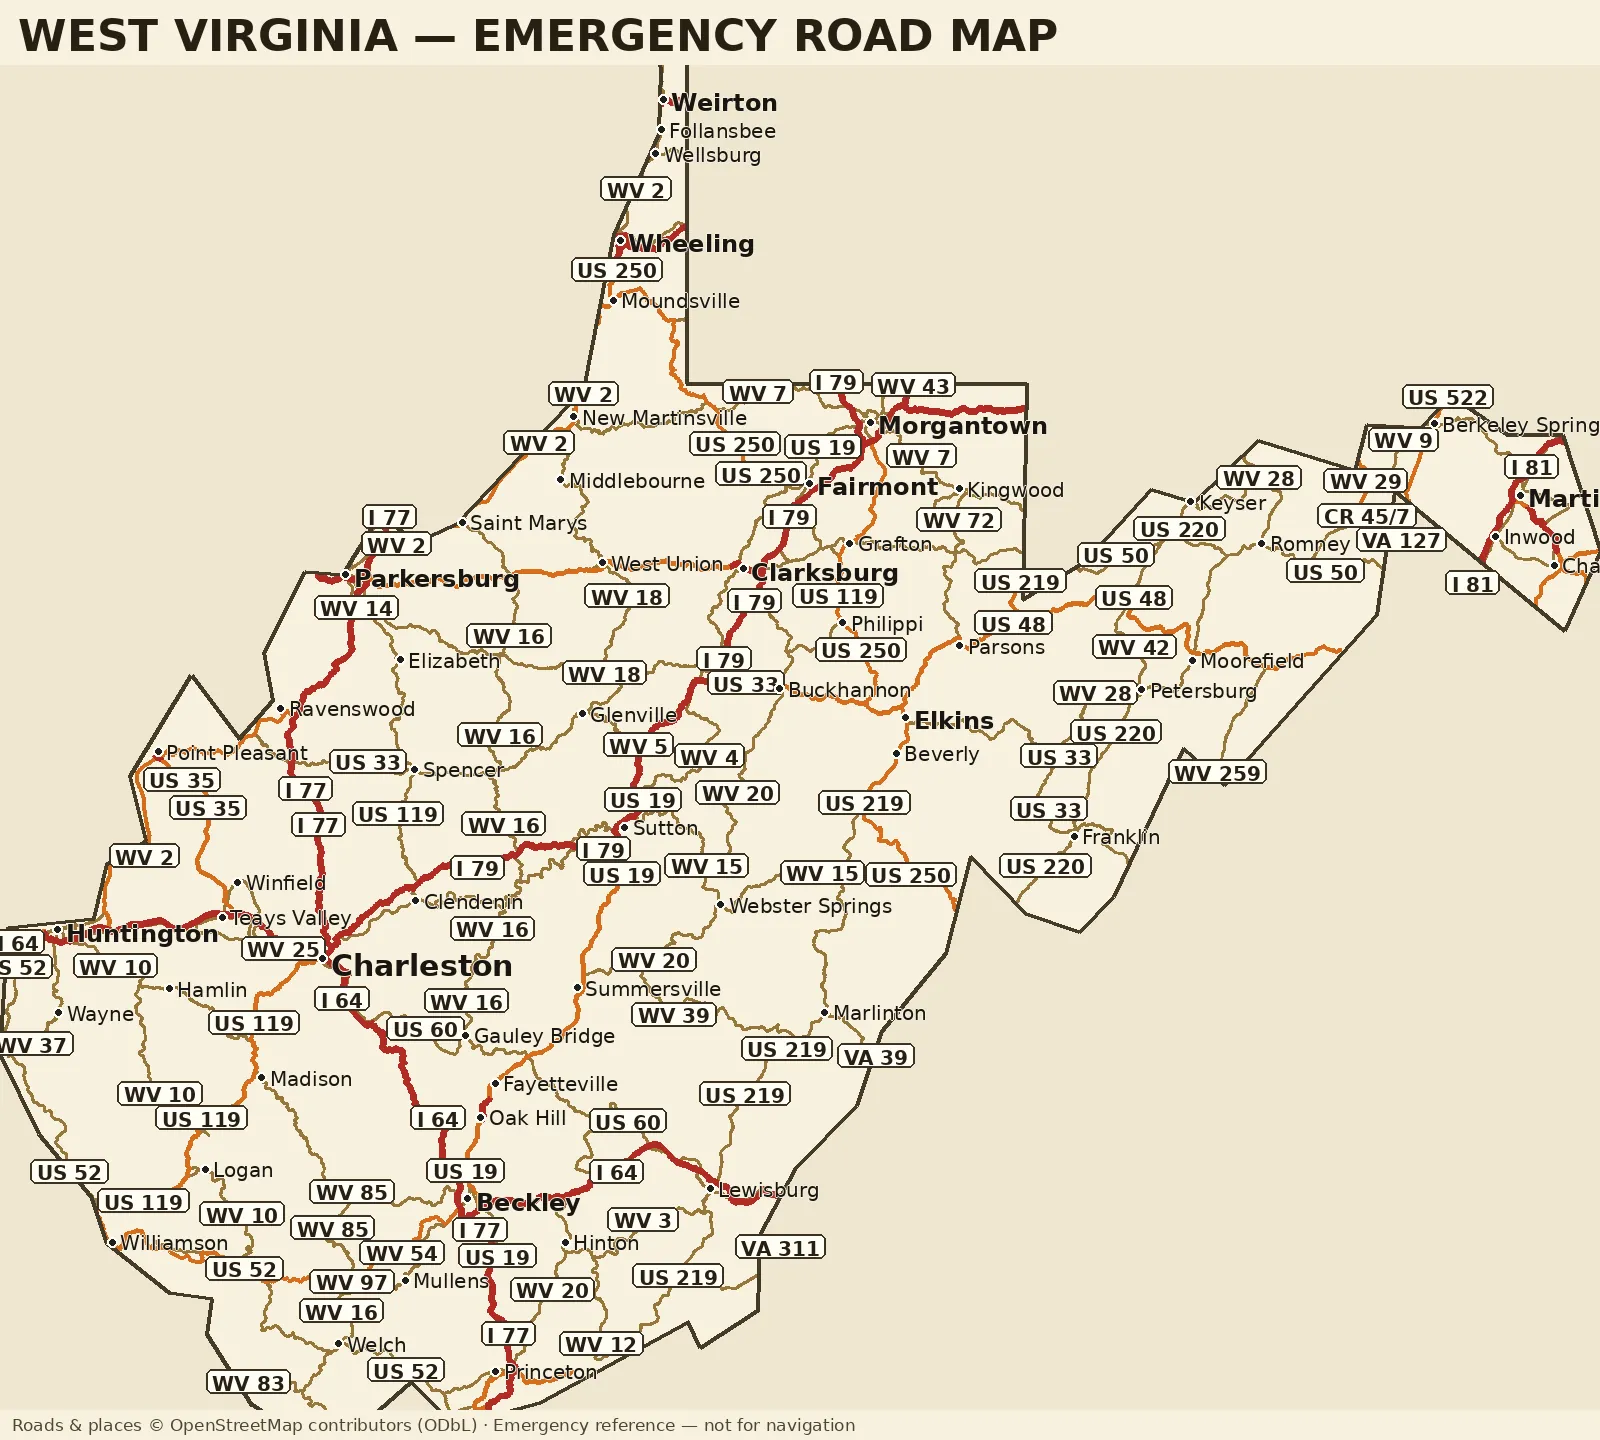 WEST VIRGINIA — EMERGENCY ROAD MAP
Weirton
Follansbee
Wellsburg
WV 2
Wheeling
US 250
Moundsville
WV 2
WV 7
I 79
WV 43
US 522
New Martinsville
Morgantown
Berkeley Spring
WV 2
US 250
US 19
WV 7
WV 9
I 81
Middlebourne
US 250
Fairmont
Kingwood
WV 28
WV 29
Marti
Keyser
I 77
Saint Marys
I 79
WV 72
US 220
CR 45/7
WV 2
Grafton
US 50
Romney
VA 127
Inwood
Parkersburg
West Union
Clarksburg
US 219
US 50
I 81
Cha
WV 14
WV 18
I 79
US 119
US 48
WV 16
Philippi
US 48
Elizabeth
WV 18
I 79
US 250
Parsons
WV 42
Moorefield
US 33
Buckhannon
WV 28
Petersburg
Ravenswood
Glenville
Elkins
WV 16
US 220
Point Pleasant
US 33
Spencer
WV 5
WV 4
Beverly
US 33
WV 259
US 35
I 77
US 35
US 119
US 19
WV 20
US 219
US 33
I 77
WV 16
Sutton
Franklin
WV 2
I 79
I 79
US 19
WV 15
WV 15
US 250
US 220
Winfield
Clendenin
Webster Springs
Teays Valley
Huntington
WV 16
I 64
WV 25
S 52
WV 10
Charleston
WV 20
Hamlin
I 64
WV 16
Summersville
Wayne
US 119
US 60
Gauley Bridge
WV 39
Marlinton
WV 37
US 219
VA 39
Madison
Fayetteville
WV 10
US 219
US 119
I 64
Oak Hill
US 60
US 52
Logan
US 19
I 64
WV 85
Lewisburg
US 119
WV 10
Beckley
WV 85
I 77
WV 3
Williamson
WV 54
US 19
Hinton
VA 311
US 52
WV 97
Mullens
WV 20
US 219
WV 16
Welch
I 77
WV 12
US 52
Princeton
WV 83
Roads & places © OpenStreetMap contributors (ODbL) · Emergency reference — not for navigation